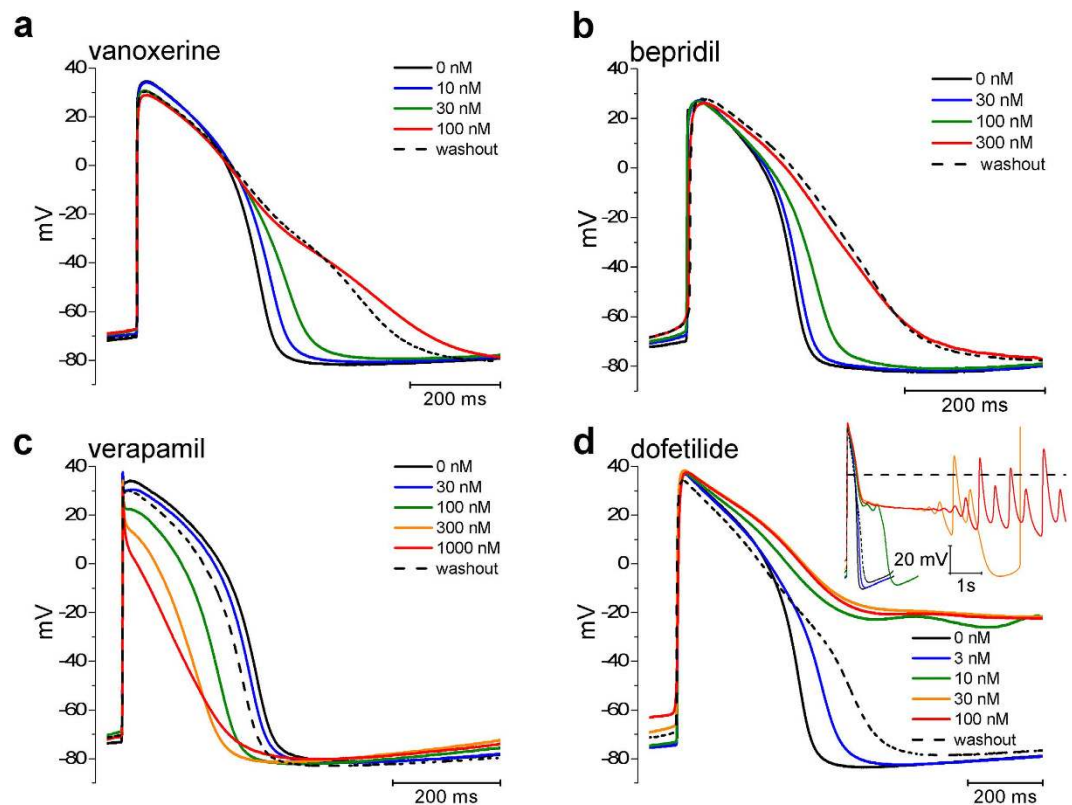 a
vanoxerine
40
20
0
-20
-40
-60
-80
mV
0 nM
10 nM
30 nM
100 nM
washout
200 ms
b
bepridil
40
20
0
-20
-40
-60
-80
mV
0 nM
30 nM
100 nM
300 nM
washout
200 ms
c
verapamil
40
20
0
-20
-40
-60
-80
mV
0 nM
30 nM
100 nM
300 nM
1000 nM
washout
200 ms
d
dofetilide
40
20
0
-20
-40
-60
-80
mV
20 mV
1s
0 nM
3 nM
10 nM
30 nM
100 nM
washout
200 ms